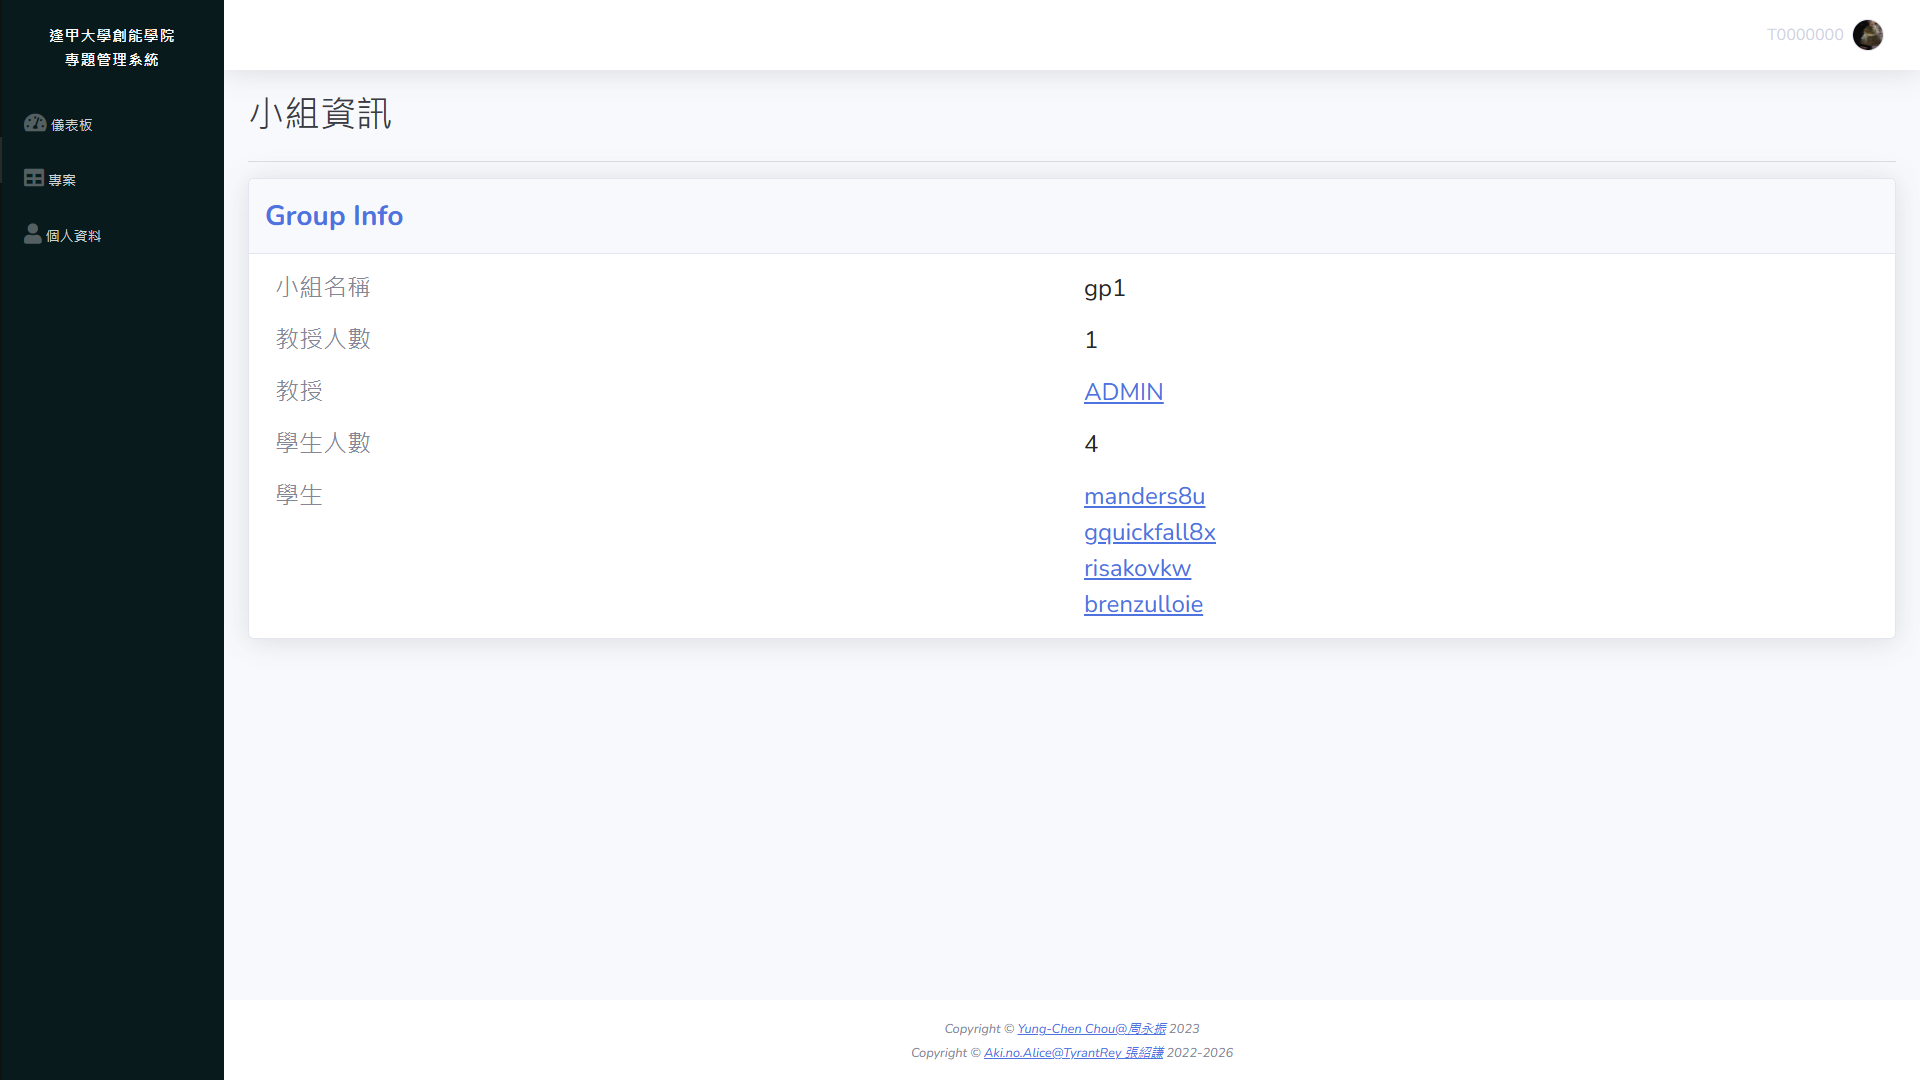 逢甲大學創能學院
專題管理系統
儀表板
專案
個人資料
T0000000
小組資訊
Group Info
小組名稱 gp1
教授人數 1
教授 ADMIN
學生人數 4
學生 manders8u
gquickfall8x
risakovkw
brenzulloie
Copyright © Yung-Chen Chou@周永振 2023
Copyright © Aki.no.Alice@TyrantRey 張紹謙 2022-2026